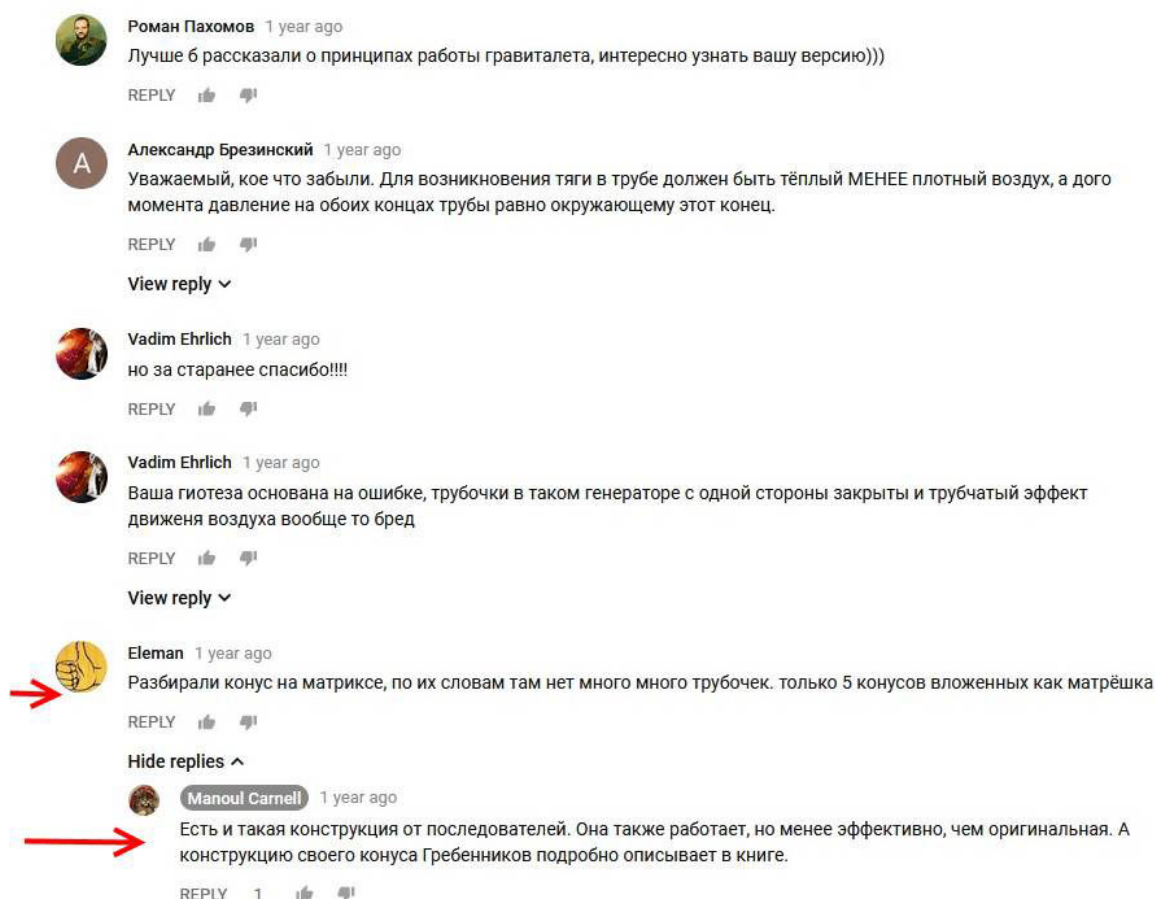 Роман Пахомов 1 year ago
Лучше б рассказали о принципах работы гравиталета, интересно узнать вашу версию)))
REPLY
А
Александр Брезинский 1 year ago
Уважаемый, кое что забыли. Для возникновения тяги в трубе должен быть тёплый МЕНЕЕ плотный воздух, а дого
момента давление на обоих концах трубы равно окружающему этот конец.
REPLY
View reply
Vadim Ehrlich 1 year ago
но за старанее спасибо!!!!
REPLY
Vadim Ehrlich 1 year ago
Ваша гиотеза основана на ошибке, трубочки в таком генераторе с одной стороны закрыты и трубчатый эффект
движеня воздуха вообще то бред
REPLY
View reply
Eleman 1 year ago
Разбирали конус на матриксе, по их словам там нет много много трубочек. только 5 конусов вложенных как матрёшка
REPLY
Hide replies
Manoul Carnell 1 year ago
Есть и такая конструкция от последователей. Она также работает, но менее эффективно, чем оригинальная. А
конструкцию своего конуса Гребенников подробно описывает в книге.
REPLY 1